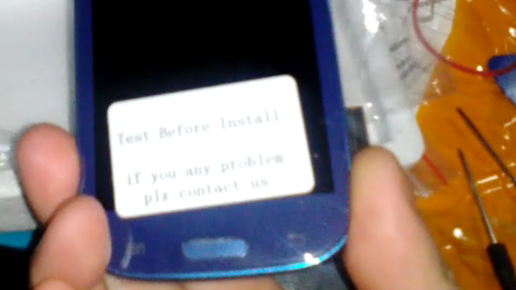 Test Before Install
if you any problem
plz contact us